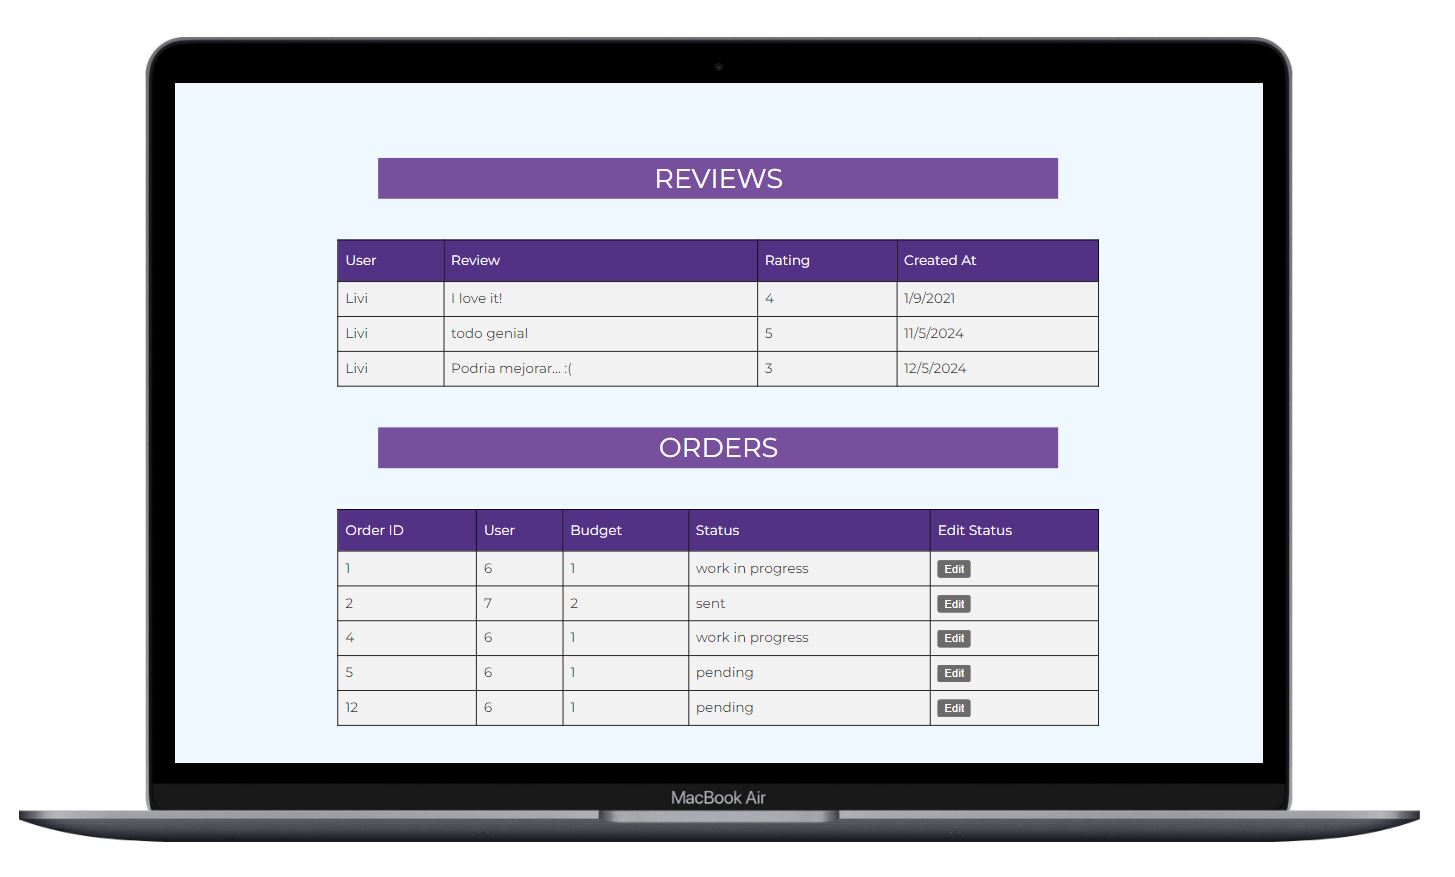 REVIEWS
User Review Rating Created At
Livi I love it! 4 1/9/2021
Livi todo genial 5 11/5/2024
Livi Podria mejorar... :( 3 12/5/2024
ORDERS
Order ID User Budget Status Edit Status
1 6 1 work in progress Edit
2 7 2 sent Edit
4 6 1 work in progress Edit
5 6 1 pending Edit
12 6 1 pending Edit
MacBook Air